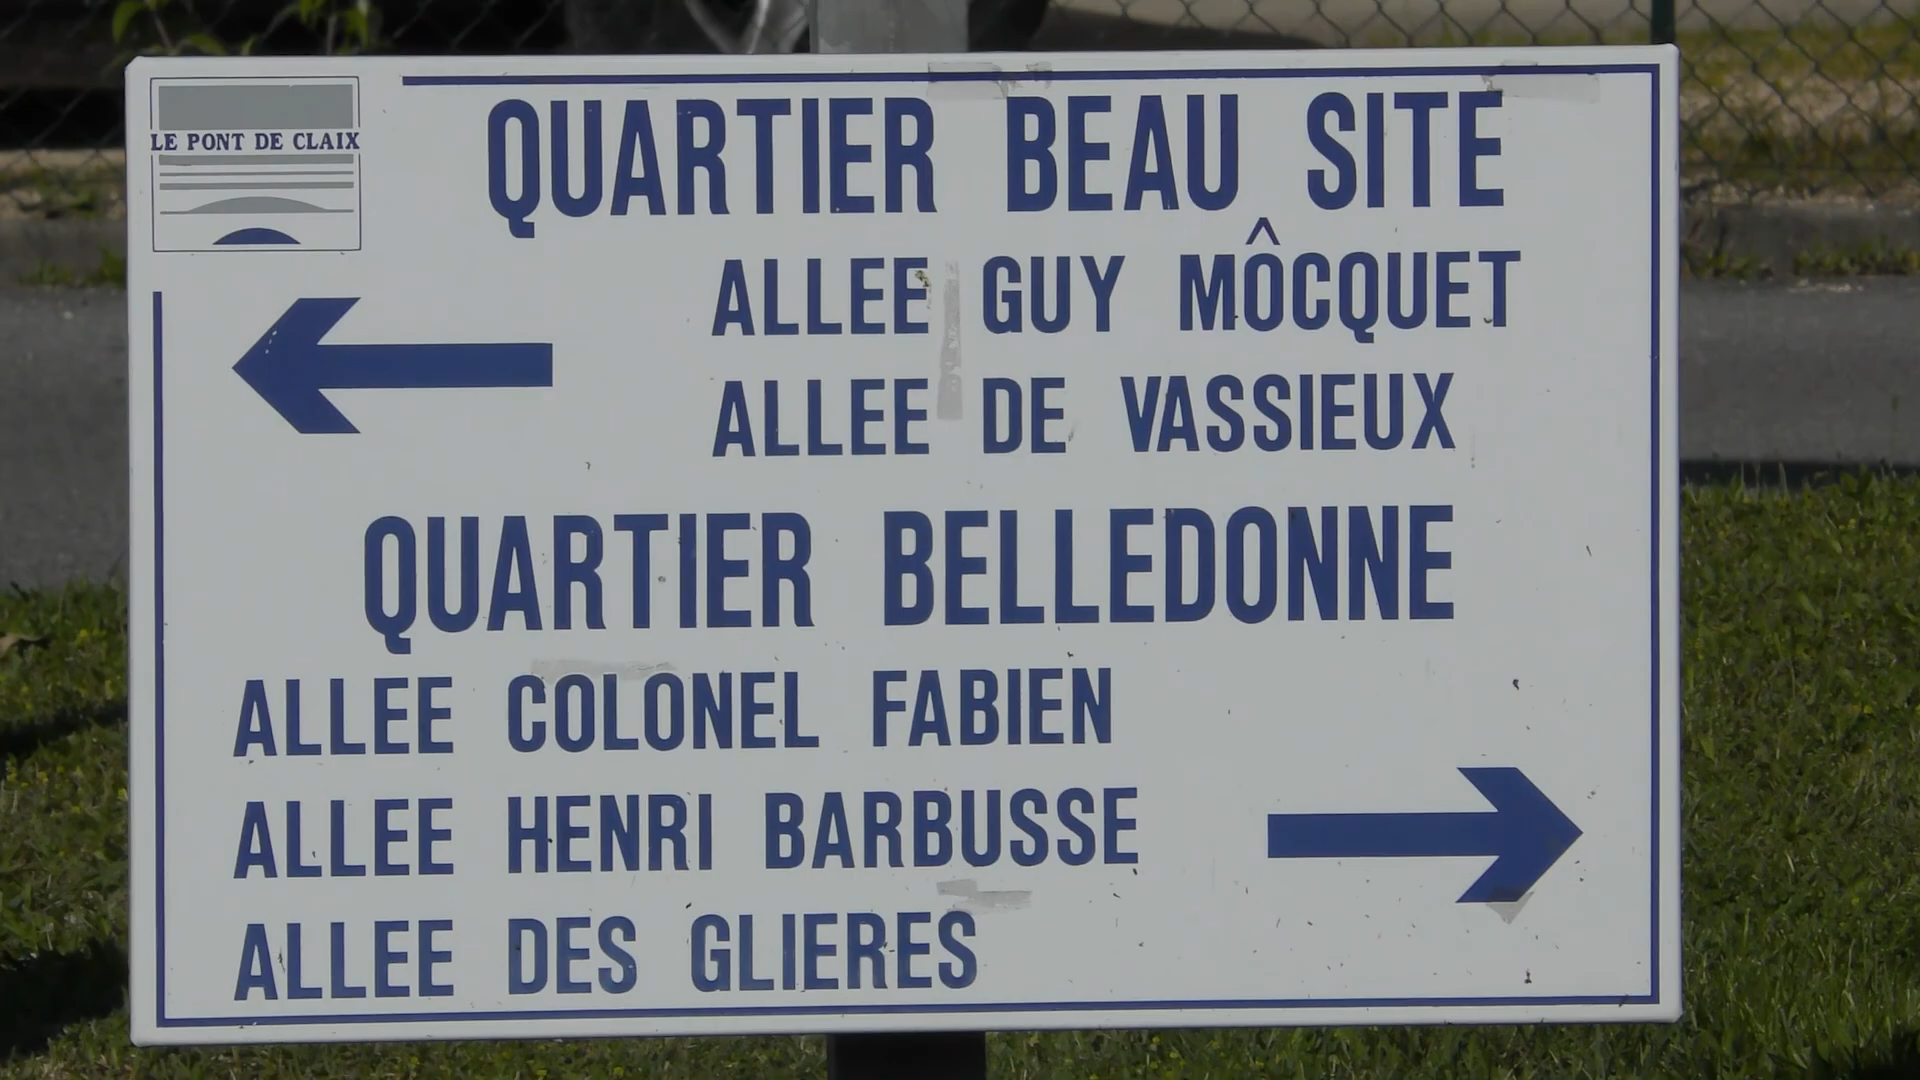 LE PONT DE CLAIX
QUARTIER BEAU SITE
ALLEE GUY MÔCQUET
ALLEE DE VASSIEUX
QUARTIER BELLEDONNE
ALLEE COLONEL FABIEN
ALLEE HENRI BARBUSSE
ALLEE DES GLIERES